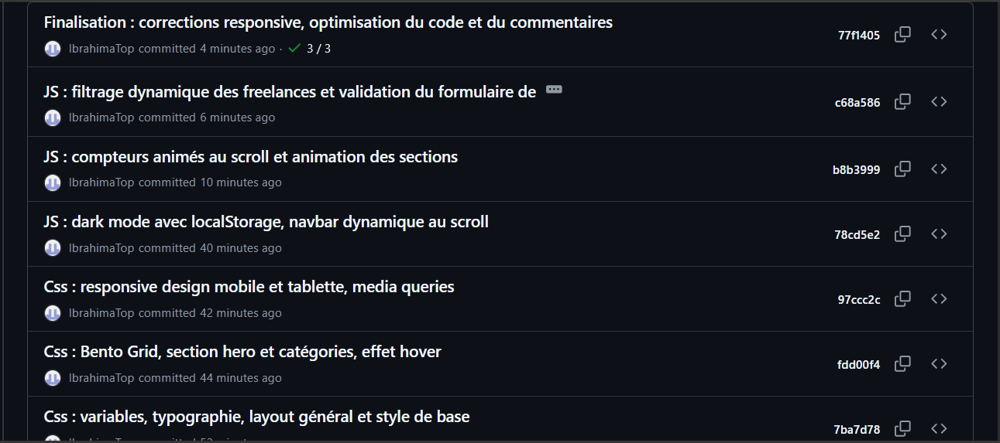 Finalisation : corrections responsive, optimisation du code et du commentaires
77f1405
IbrahimaTop committed 4 minutes ago · ✓ 3 / 3
JS : filtrage dynamique des freelances et validation du formulaire de
c68a586
IbrahimaTop committed 6 minutes ago
JS : compteurs animés au scroll et animation des sections
b8b3999
IbrahimaTop committed 10 minutes ago
JS : dark mode avec localStorage, navbar dynamique au scroll
78cd5e2
IbrahimaTop committed 40 minutes ago
Css : responsive design mobile et tablette, media queries
97ccc2c
IbrahimaTop committed 42 minutes ago
Css : Bento Grid, section hero et catégories, effet hover
fdd00f4
IbrahimaTop committed 44 minutes ago
Css : variables, typographie, layout général et style de base
7ba7d78